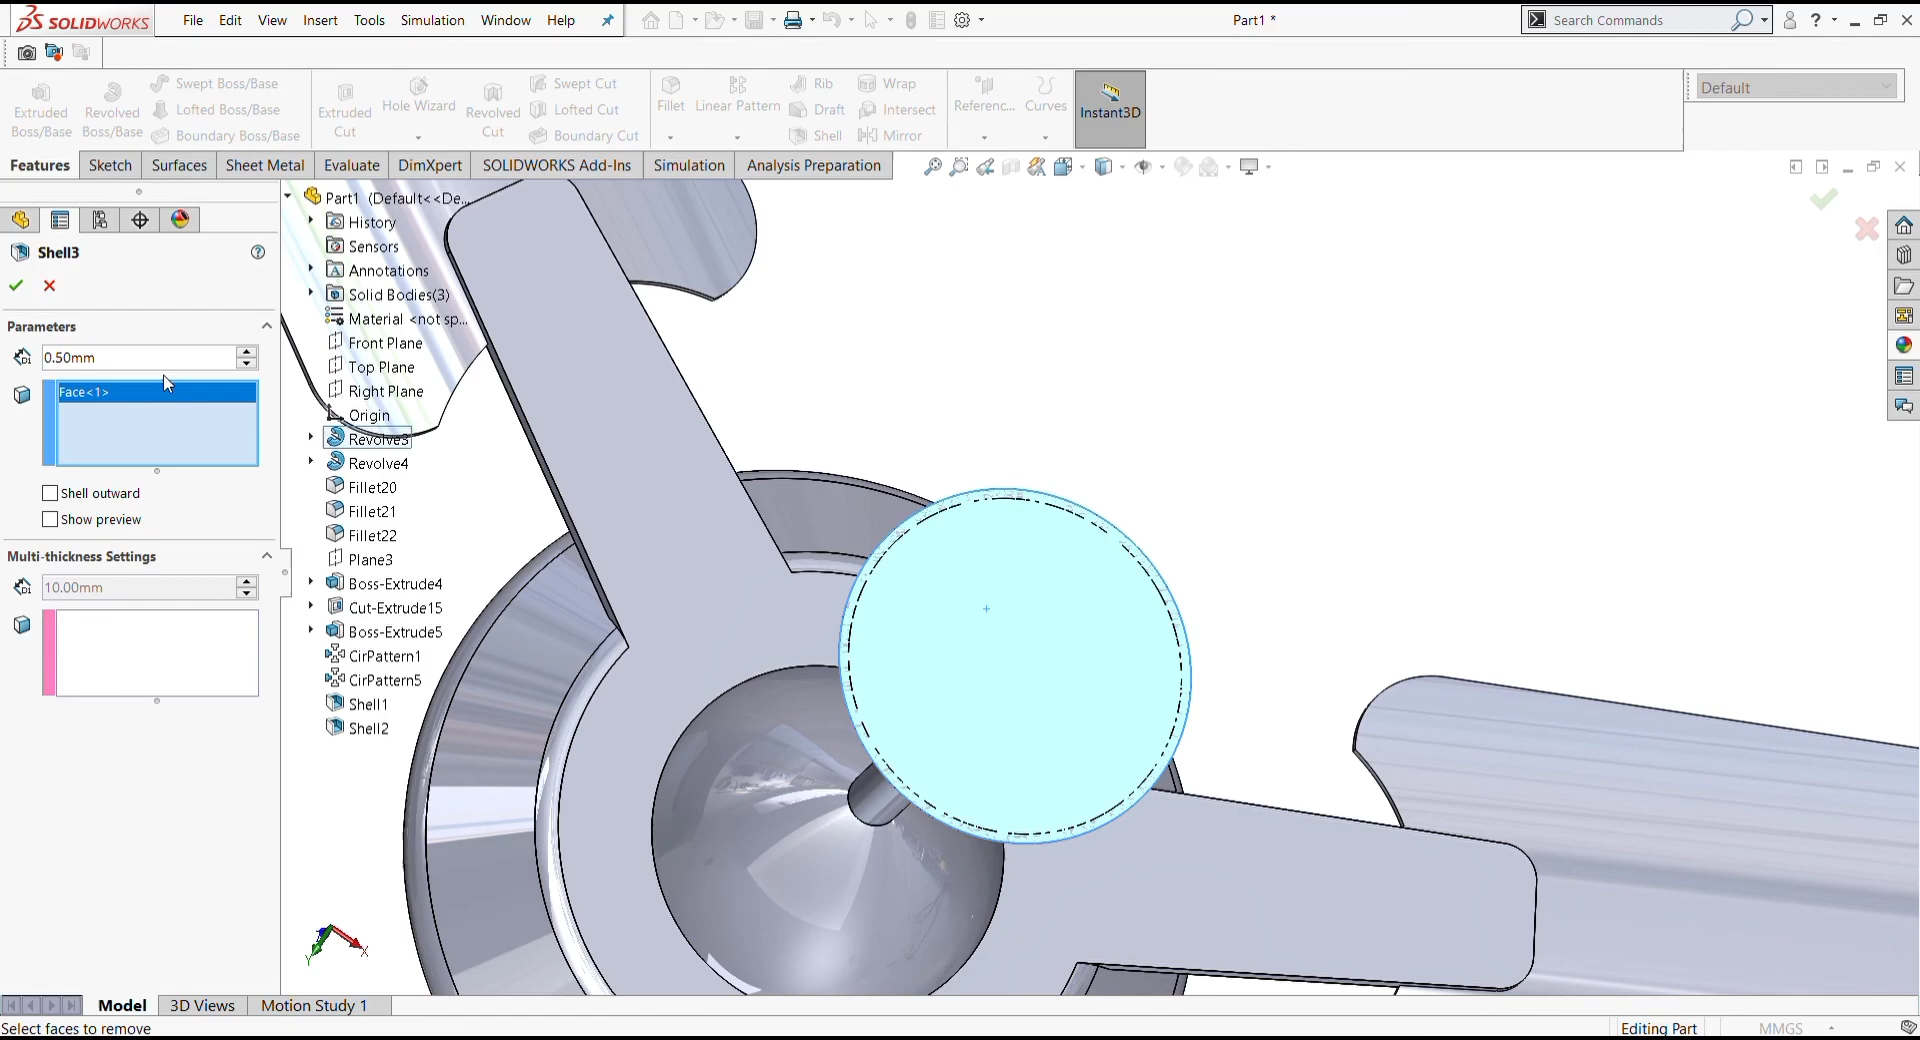 SOLIDWORKS
File Edit View Insert Tools Simulation Window Help
Part1 *
Search Commands
Extruded Boss/Base
Revolved Boss/Base
Swept Boss/Base
Lofted Boss/Base
Boundary Boss/Base
Extruded Cut
Hole Wizard
Revolved Cut
Swept Cut
Lofted Cut
Boundary Cut
Fillet
Linear Pattern
Rib
Draft
Shell
Wrap
Intersect
Mirror
Referenc...
Curves
Instant3D
Default
Features Sketch Surfaces Sheet Metal Evaluate DimXpert SOLIDWORKS Add-Ins Simulation Analysis Preparation
Shell3
Parameters
0.50mm
Face<1>
Shell outward
Show preview
Multi-thickness Settings
10.00mm
Part1 (Default<<De...
History
Sensors
Annotations
Solid Bodies(3)
Material <not sp...
Front Plane
Top Plane
Right Plane
Origin
Revolve3
Revolve4
Fillet20
Fillet21
Fillet22
Plane3
Boss-Extrude4
Cut-Extrude15
Boss-Extrude5
CirPattern1
CirPattern5
Shell1
Shell2
X
Y
Model 3D Views Motion Study 1
Select faces to remove
Editing Part
MMGS